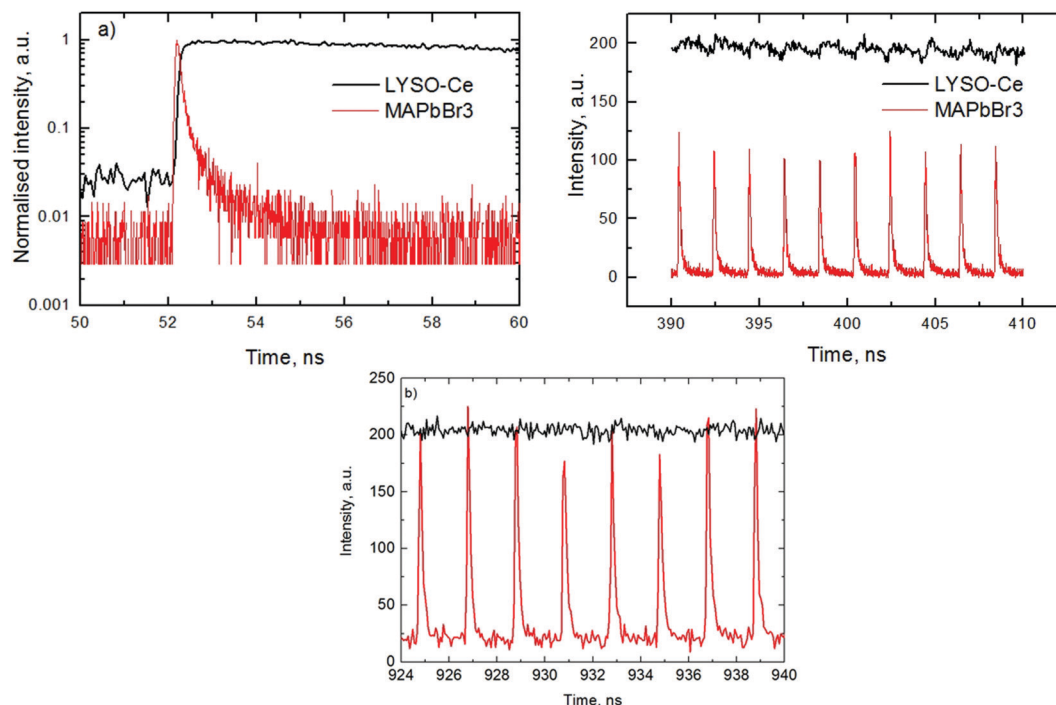 a)
Normalised intensity, a.u.
1
0.1
0.01
0.001
LYSO-Ce
MAPbBr3
50 52 54 56 58 60
Time, ns
Intensity, a.u.
200
150
100
50
0
LYSO-Ce
MAPbBr3
390 395 400 405 410
Time, ns
b)
Intensity, a.u.
250
200
150
100
50
0
924 926 928 930 932 934 936 938 940
Time, ns